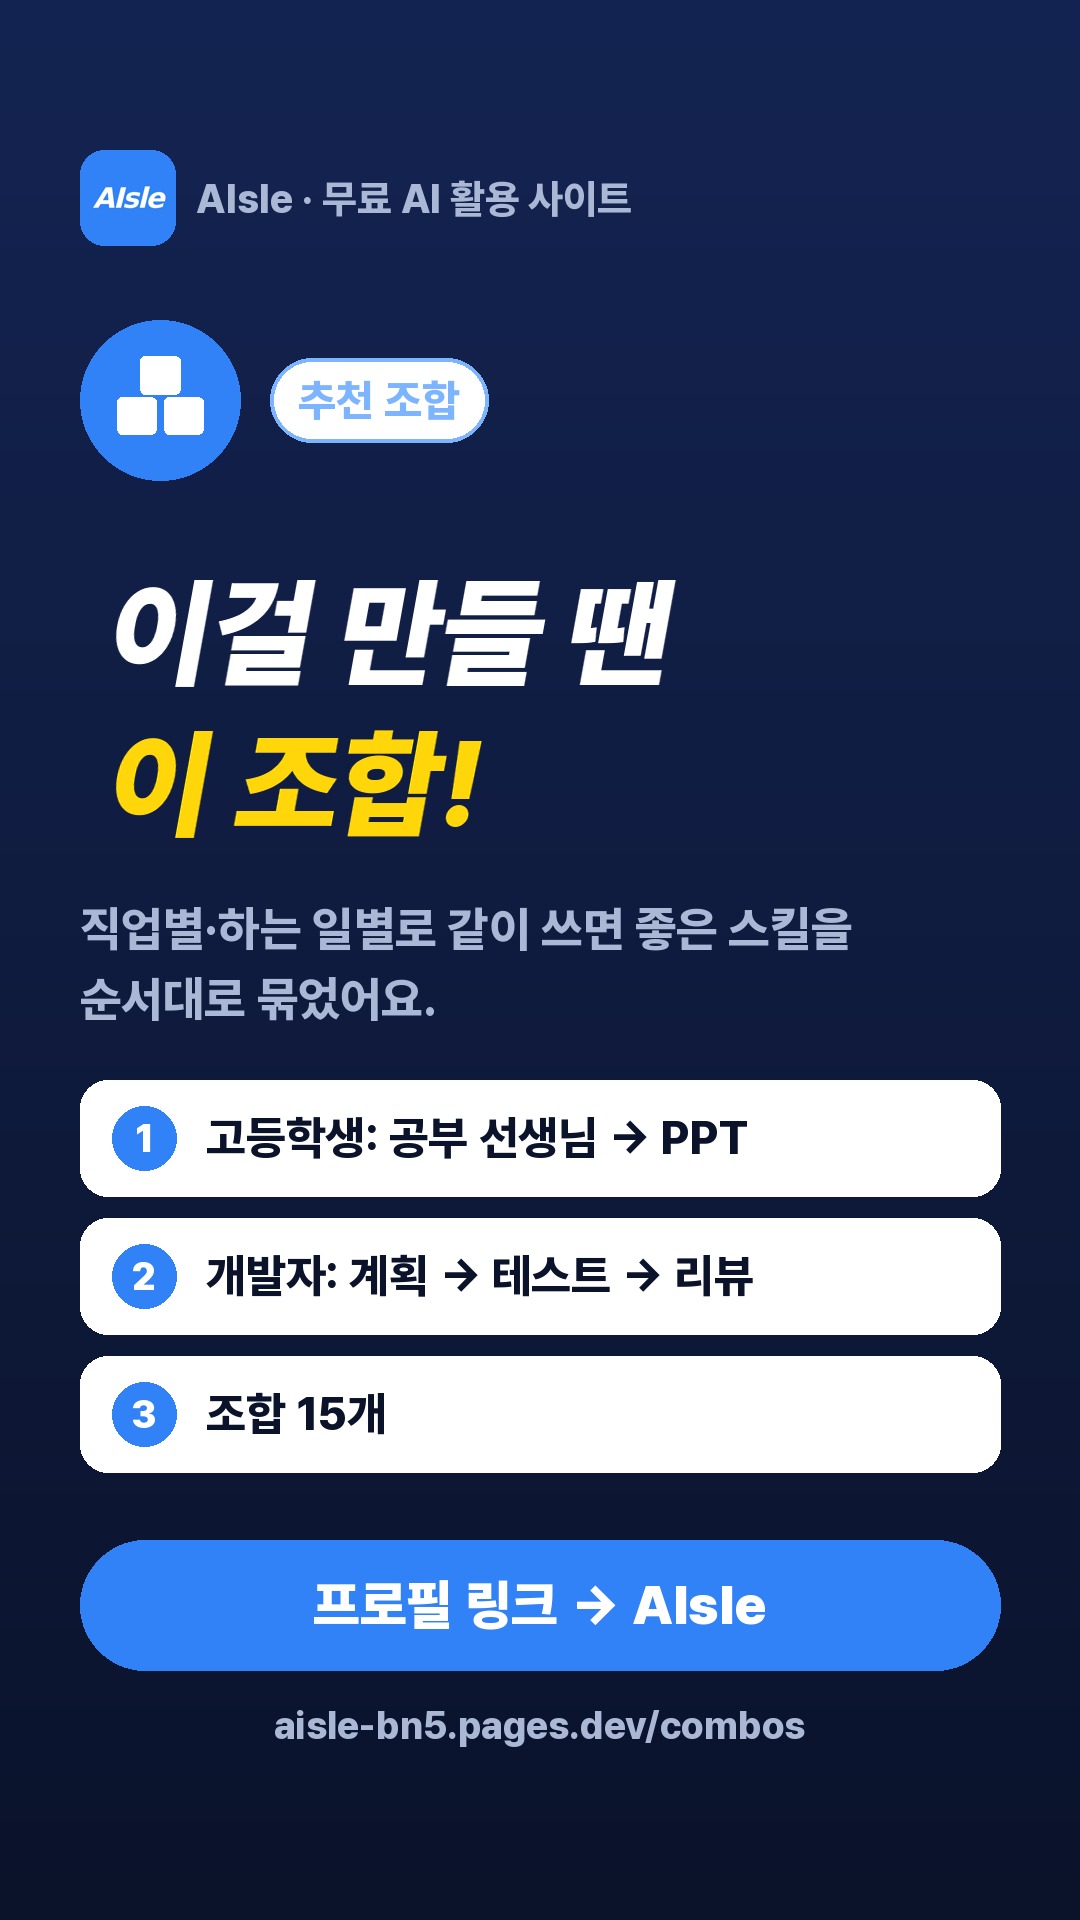 AIsle
AIsle · 무료 AI 활용 사이트
추천 조합
이걸 만들 땐
이 조합!
직업별·하는 일별로 같이 쓰면 좋은 스킬을
순서대로 묶었어요.
1 고등학생: 공부 선생님 → PPT
2 개발자: 계획 → 테스트 → 리뷰
3 조합 15개
프로필 링크 → AIsle
aisle-bn5.pages.dev/combos